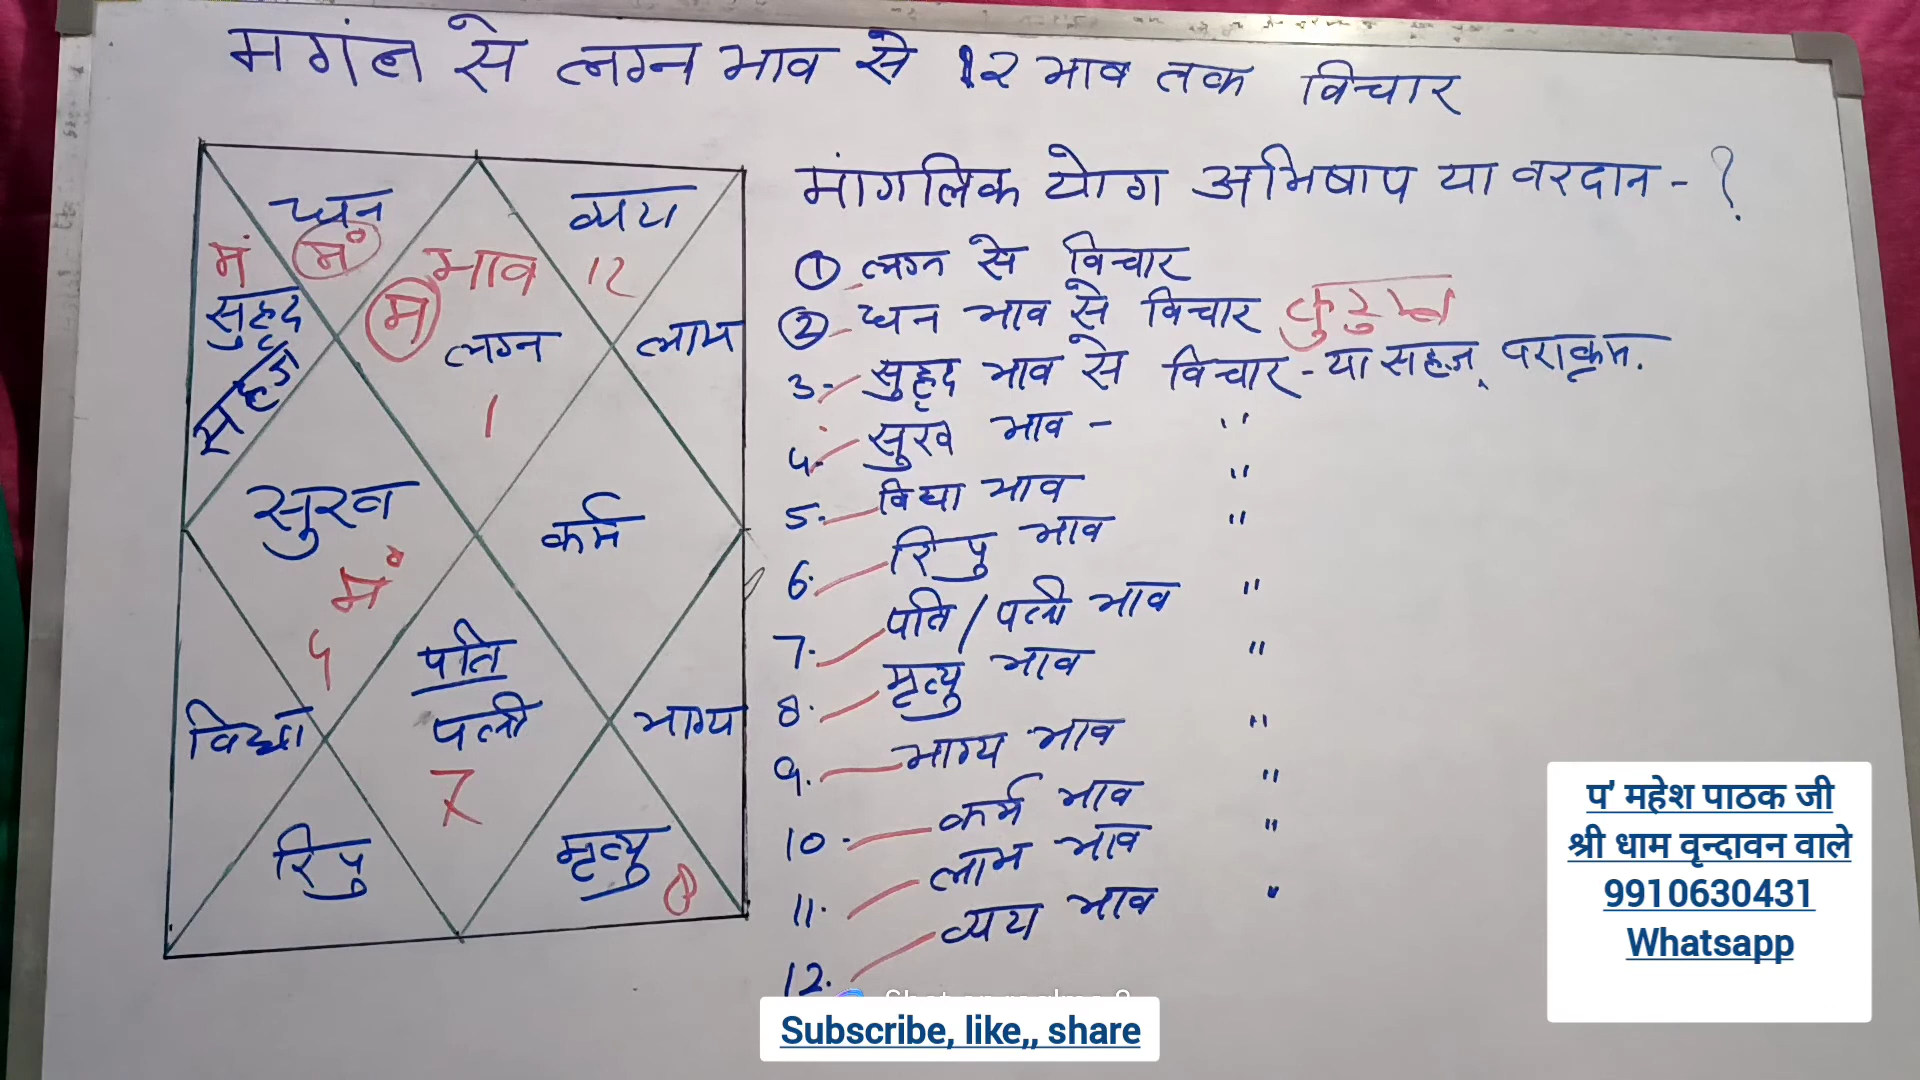 मगंल से लग्न भाव से 12 भाव तक विचार
मांगलिक योग अभिषाप या वरदान - ?
धन
व्यय
मं
मं
भाव
12
सुहृद
म
लग्न
लाभ
सहज
1
सुख
कर्म
मं
4
पति
पत्नी
विद्या
भाग्य
7
रिपु
मृत्यु
8
① लग्न से विचार
② धन भाव से विचार कुटुम्ब
3- सुहृद भाव से विचार - या सहज, पराक्रम.
4. सुख भाव - "
5. विद्या भाव "
6. रिपु भाव "
7. पति / पत्नी भाव "
8. मृत्यु भाव "
9. भाग्य भाव "
10 - कर्म भाव "
11. लाभ भाव "
12. व्यय भाव "
प' महेश पाठक जी
श्री धाम वृन्दावन वाले
9910630431
Whatsapp
Subscribe, like,, share